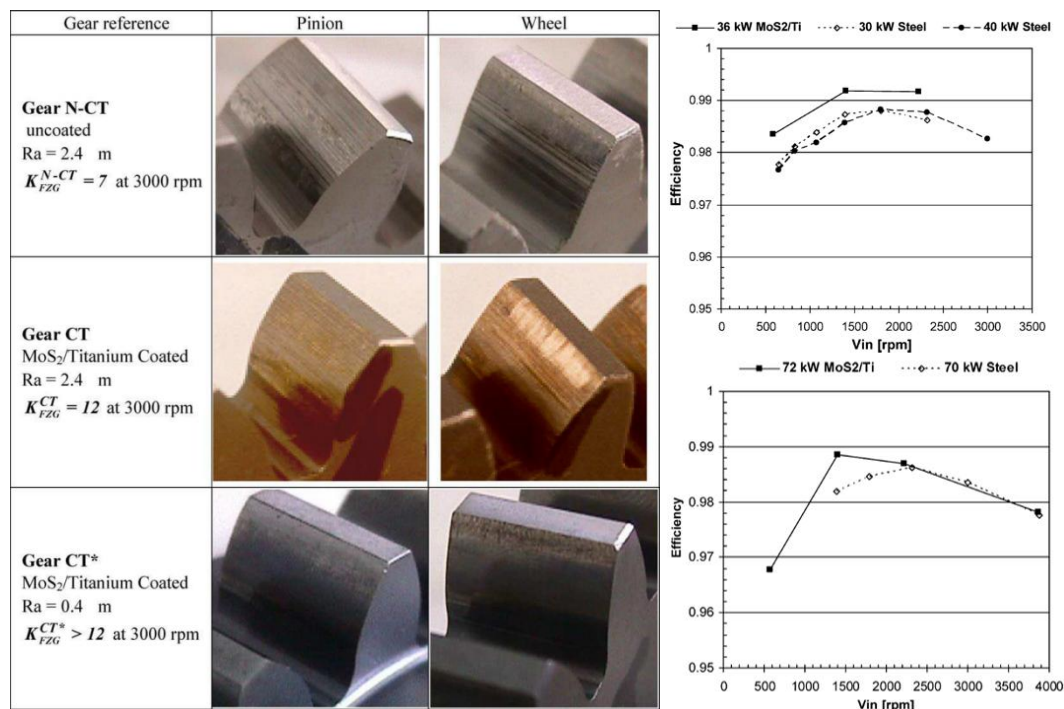 Gear reference
Pinion
Wheel
Gear N-CT
uncoated
Ra = 2.4 m
K_FZG^N-CT = 7 at 3000 rpm
Gear CT
MoS2/Titanium Coated
Ra = 2.4 m
K_FZG^CT = 12 at 3000 rpm
Gear CT*
MoS2/Titanium Coated
Ra = 0.4 m
K_FZG^CT* > 12 at 3000 rpm
36 kW MoS2/Ti 30 kW Steel 40 kW Steel
1
0.99
0.98
0.97
0.96
0.95
Efficiency
0 500 1000 1500 2000 2500 3000 3500
Vin [rpm]
72 kW MoS2/Ti 70 kW Steel
1
0.99
0.98
0.97
0.96
0.95
Efficiency
0 500 1000 1500 2000 2500 3000 3500 4000
Vin [rpm]